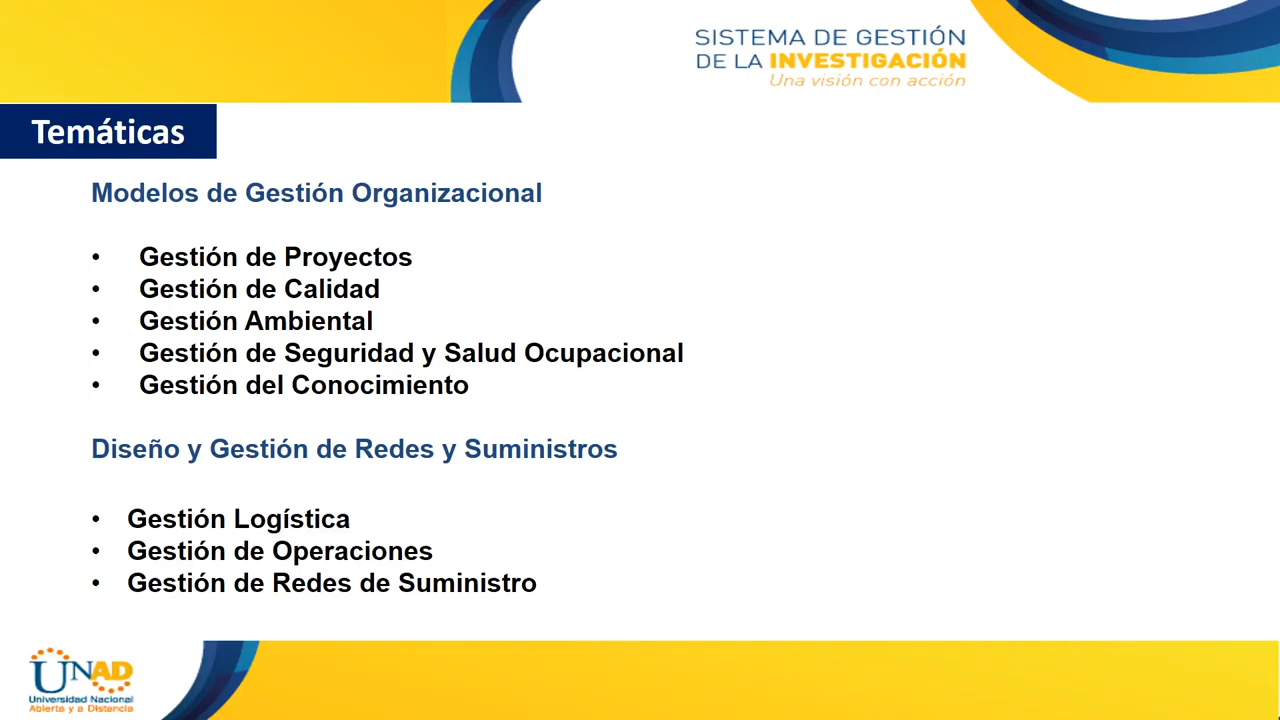 SISTEMA DE GESTIÓN
DE LA INVESTIGACIÓN
Una visión con acción
Temáticas
Modelos de Gestión Organizacional
• Gestión de Proyectos
• Gestión de Calidad
• Gestión Ambiental
• Gestión de Seguridad y Salud Ocupacional
• Gestión del Conocimiento
Diseño y Gestión de Redes y Suministros
• Gestión Logística
• Gestión de Operaciones
• Gestión de Redes de Suministro
UNAD
Universidad Nacional
Abierta y a Distancia